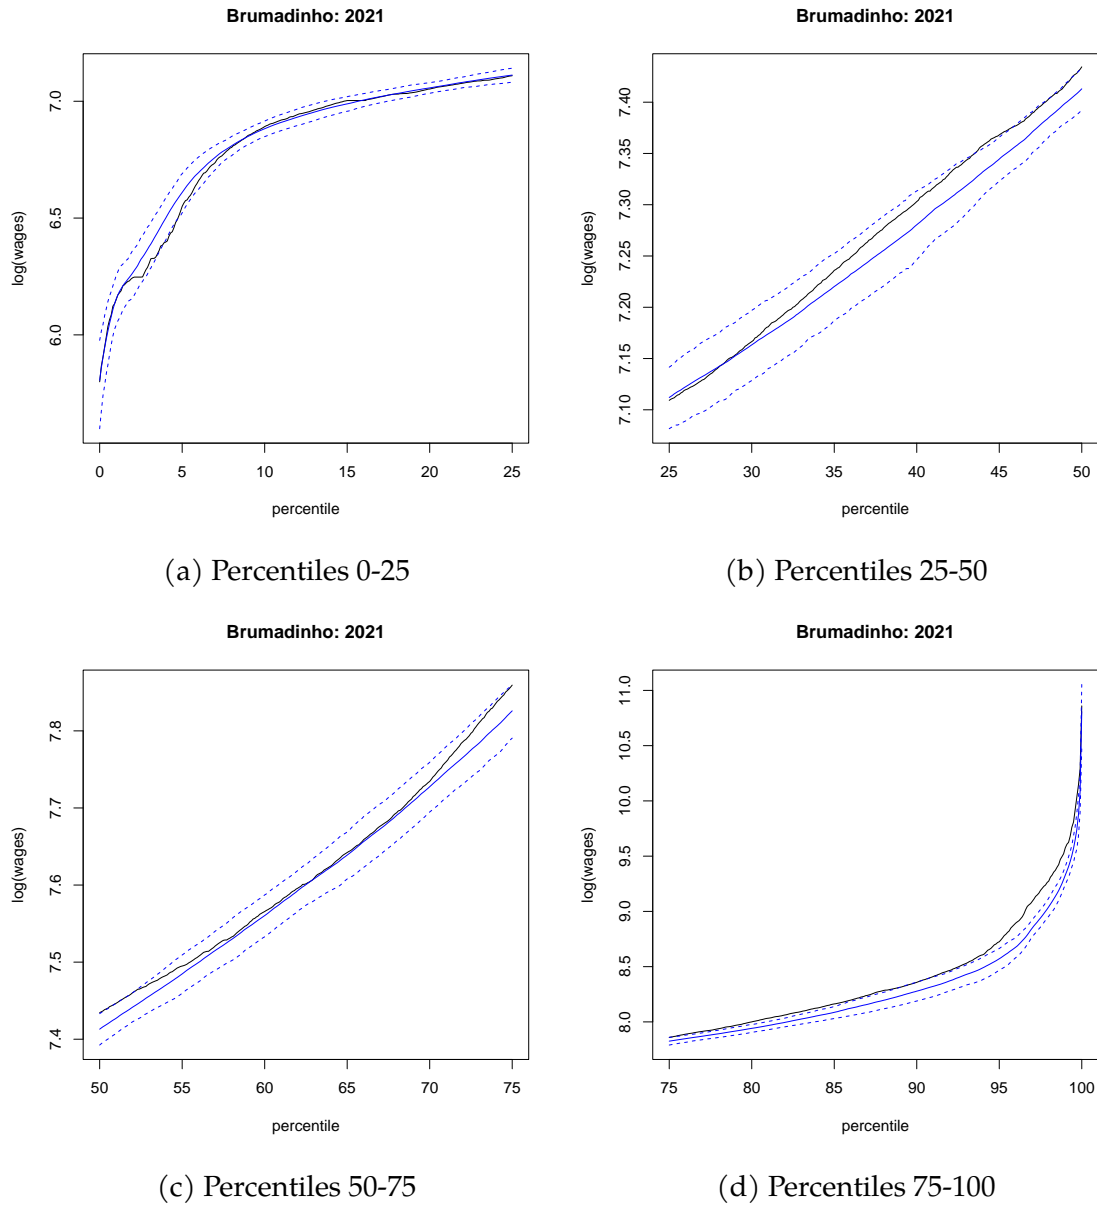 Brumadinho: 2021
log(wages)
7.0
6.5
6.0
0 5 10 15 20 25
percentile
(a) Percentiles 0-25
Brumadinho: 2021
log(wages)
7.40
7.35
7.30
7.25
7.20
7.15
7.10
25 30 35 40 45 50
percentile
(b) Percentiles 25-50
Brumadinho: 2021
log(wages)
7.8
7.7
7.6
7.5
7.4
50 55 60 65 70 75
percentile
(c) Percentiles 50-75
Brumadinho: 2021
log(wages)
11.0
10.5
10.0
9.5
9.0
8.5
8.0
75 80 85 90 95 100
percentile
(d) Percentiles 75-100